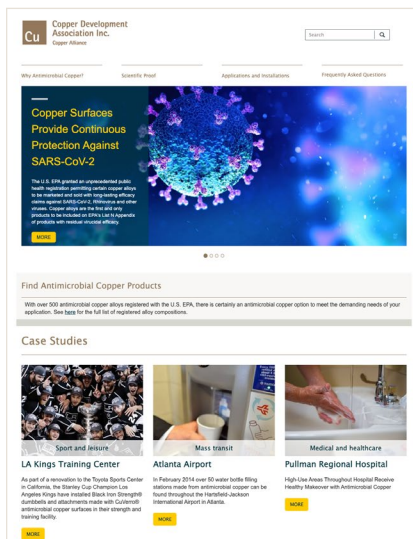 Cu
Copper Development
Association Inc.
Copper Alliance
Search
Why Antimicrobial Copper?
Scientific Proof
Applications and Installations
Frequently Asked Questions
Copper Surfaces
Provide Continuous
Protection Against
SARS-CoV-2
The U.S. EPA granted an unprecedented public
health registration permitting certain copper alloys
to be marketed and sold with long-lasting efficacy
claims against SARS-CoV-2, Rhinovirus and other
viruses. Copper alloys are the first and only
products to be included on EPA's List N Appendix
of products with residual virucidal efficacy.
MORE
Find Antimicrobial Copper Products
With over 500 antimicrobial copper alloys registered with the U.S. EPA, there is certainly an antimicrobial copper option to meet the demanding needs of your
application. See here for the full list of registered alloy compositions.
Case Studies
Sport and leisure
LA Kings Training Center
As part of a renovation to the Toyota Sports Center
in California, the Stanley Cup Champion Los
Angeles Kings have installed Black Iron Strength®
dumbbells and attachments made with CuVerro®
antimicrobial copper surfaces in their strength and
training facility.
MORE
Mass transit
Atlanta Airport
In February 2014 over 50 water bottle filling
stations made from antimicrobial copper can be
found throughout the Hartsfield-Jackson
International Airport in Atlanta.
MORE
Medical and healthcare
Pullman Regional Hospital
High-Use Areas Throughout Hospital Receive
Healthy Makeover with Antimicrobial Copper
MORE